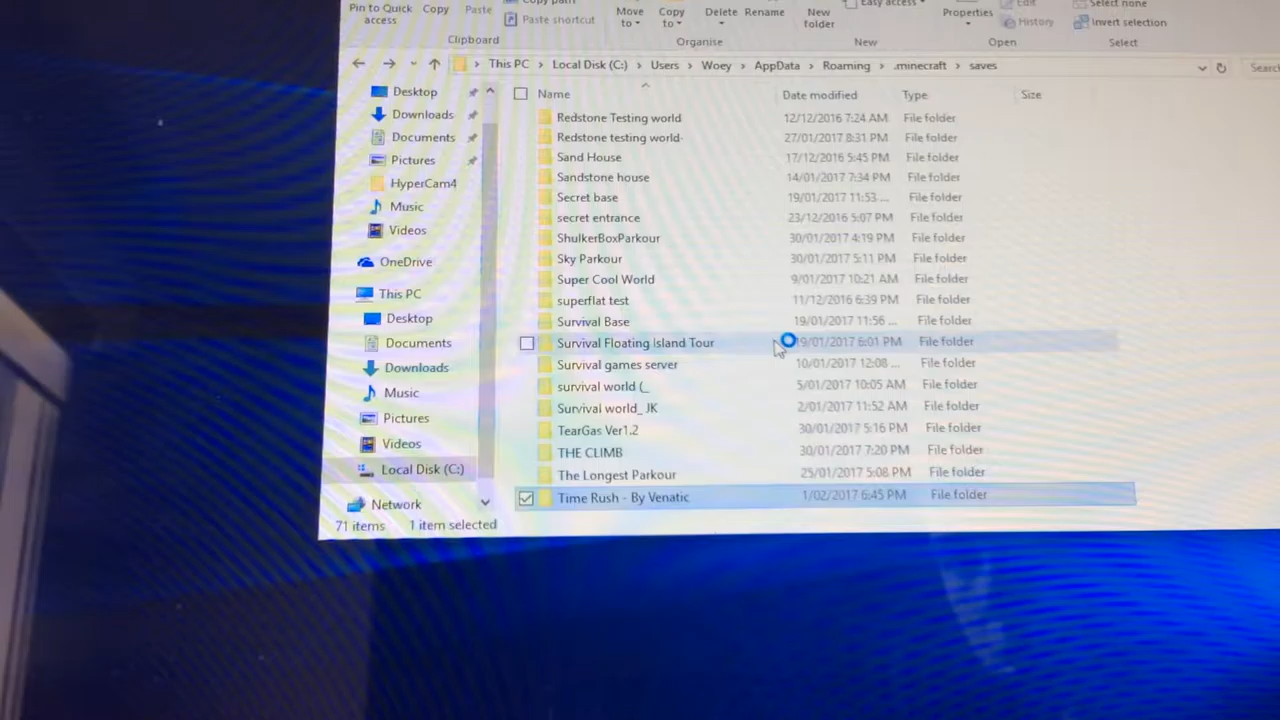 Pin to Quick access
Copy
Paste
Copy path
Paste shortcut
Clipboard
Move to
Copy to
Delete
Rename
Organise
New folder
Easy access
New
Properties
Edit
History
Open
Select none
Invert selection
Select
This PC > Local Disk (C:) > Users > Woey > AppData > Roaming > .minecraft > saves
Desktop
Downloads
Documents
Pictures
HyperCam4
Music
Videos
OneDrive
This PC
Desktop
Documents
Downloads
Music
Pictures
Videos
Local Disk (C:)
Network
Name Date modified Type Size
Redstone Testing world 12/12/2016 7:24 AM File folder
Redstone testing world- 27/01/2017 8:31 PM File folder
Sand House 17/12/2016 5:45 PM File folder
Sandstone house 14/01/2017 7:34 PM File folder
Secret base 19/01/2017 11:53 ... File folder
secret entrance 23/12/2016 5:07 PM File folder
ShulkerBoxParkour 30/01/2017 4:19 PM File folder
Sky Parkour 30/01/2017 5:11 PM File folder
Super Cool World 9/01/2017 10:21 AM File folder
superflat test 11/12/2016 6:39 PM File folder
Survival Base 19/01/2017 11:56 ... File folder
Survival Floating Island Tour 19/01/2017 6:01 PM File folder
Survival games server 10/01/2017 12:08 ... File folder
survival world (_ 5/01/2017 10:05 AM File folder
Survival world_ JK 2/01/2017 11:52 AM File folder
TearGas Ver1.2 30/01/2017 5:16 PM File folder
THE CLIMB 30/01/2017 7:20 PM File folder
The Longest Parkour 25/01/2017 5:08 PM File folder
Time Rush - By Venatic 1/02/2017 6:45 PM File folder
71 items 1 item selected